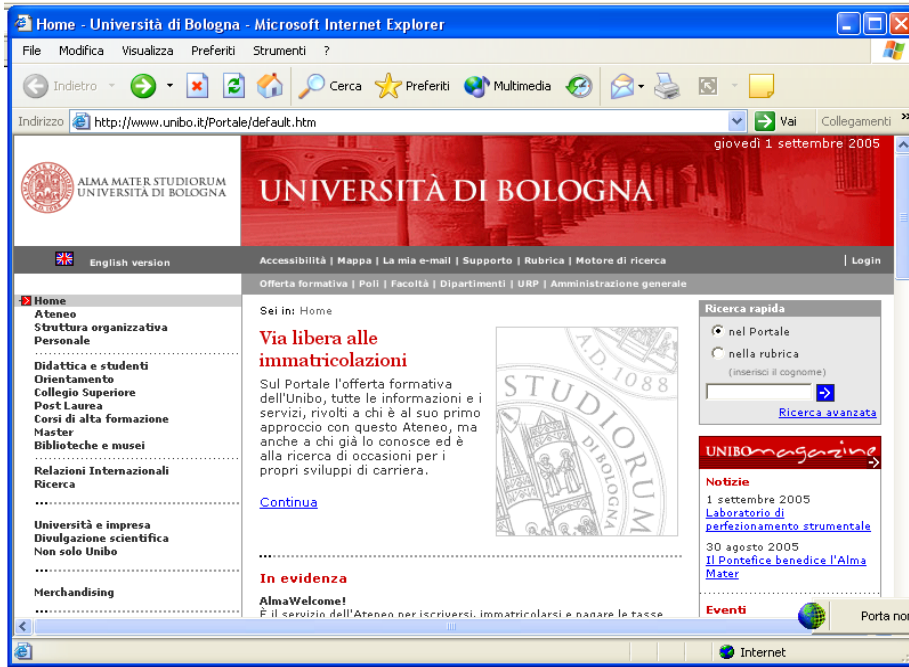 Home - Università di Bologna - Microsoft Internet Explorer
File Modifica Visualizza Preferiti Strumenti ?
Indietro Cerca Preferiti Multimedia
Indirizzo http://www.unibo.it/Portale/default.htm Vai Collegamenti »
giovedì 1 settembre 2005
ALMA MATER STUDIORUM
UNIVERSITÀ DI BOLOGNA
UNIVERSITÀ DI BOLOGNA
English version
Accessibilità | Mappa | La mia e-mail | Supporto | Rubrica | Motore di ricerca | Login
Offerta formativa | Poli | Facoltà | Dipartimenti | URP | Amministrazione generale
Home
Ateneo
Struttura organizzativa
Personale
Didattica e studenti
Orientamento
Collegio Superiore
Post Laurea
Corsi di alta formazione
Master
Biblioteche e musei
Relazioni Internazionali
Ricerca
Università e impresa
Divulgazione scientifica
Non solo Unibo
Merchandising
Sei in: Home
Via libera alle
immatricolazioni
Sul Portale l'offerta formativa
dell'Unibo, tutte le informazioni e i
servizi, rivolti a chi è al suo primo
approccio con questo Ateneo, ma
anche a chi già lo conosce ed è
alla ricerca di occasioni per i
propri sviluppi di carriera.
Continua
A.D. 1088
STUDIORUM
DI BOLOGNA
In evidenza
AlmaWelcome!
È il servizio dell'Ateneo per iscriversi, immatricolarsi e pagare le tasse
Ricerca rapida
nel Portale
nella rubrica
(inserisci il cognome)
Ricerca avanzata
UNIBOmagazine
Notizie
1 settembre 2005
Laboratorio di
perfezionamento strumentale
30 agosto 2005
Il Pontefice benedice l'Alma
Mater
Eventi
Porta non
Internet